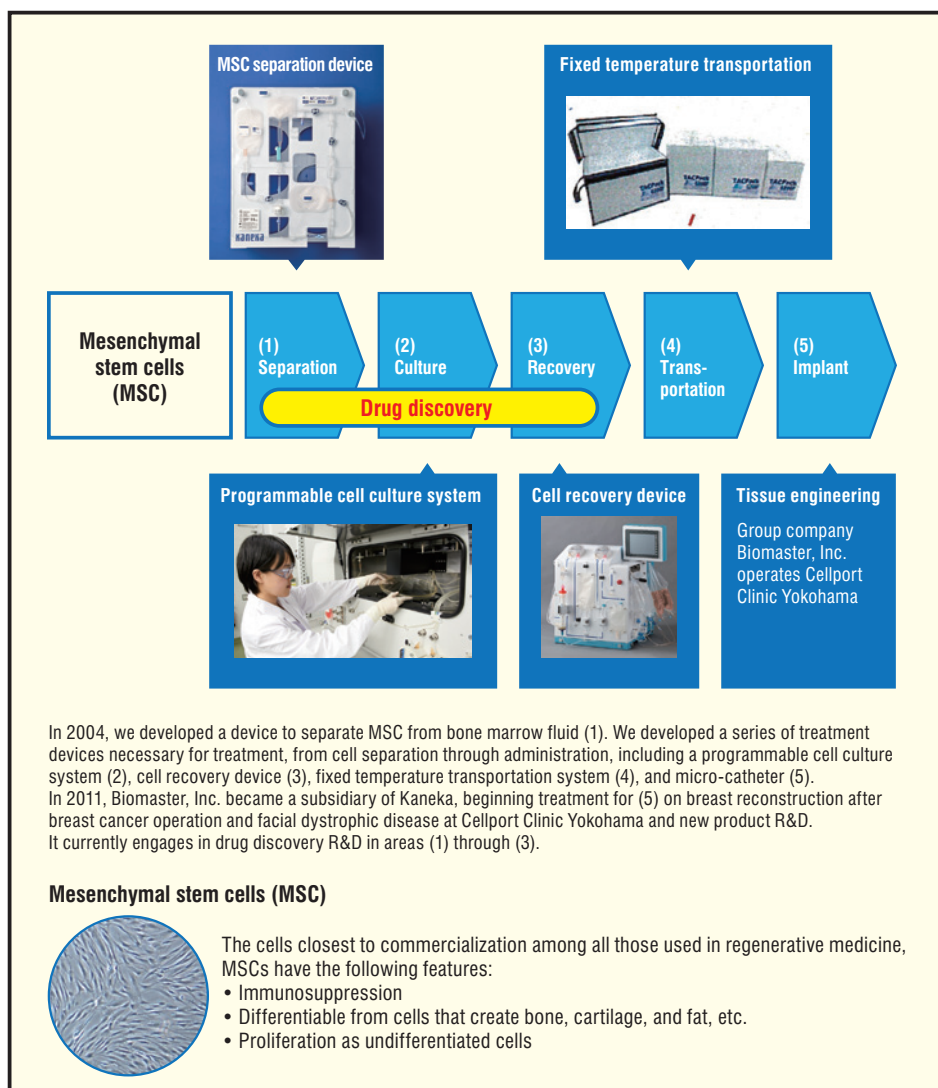 MSC separation device
KANEKA
Fixed temperature transportation
TACPack
TACPack
TACPack
Mesenchymal
stem cells
(MSC)
(1)
Separation
(2)
Culture
(3)
Recovery
(4)
Trans-
portation
(5)
Implant
Drug discovery
Programmable cell culture system
Cell recovery device
Tissue engineering
Group company
Biomaster, Inc.
operates Cellport
Clinic Yokohama
In 2004, we developed a device to separate MSC from bone marrow fluid (1). We developed a series of treatment
devices necessary for treatment, from cell separation through administration, including a programmable cell culture
system (2), cell recovery device (3), fixed temperature transportation system (4), and micro-catheter (5).
In 2011, Biomaster, Inc. became a subsidiary of Kaneka, beginning treatment for (5) on breast reconstruction after
breast cancer operation and facial dystrophic disease at Cellport Clinic Yokohama and new product R&D.
It currently engages in drug discovery R&D in areas (1) through (3).
Mesenchymal stem cells (MSC)
The cells closest to commercialization among all those used in regenerative medicine,
MSCs have the following features:
• Immunosuppression
• Differentiable from cells that create bone, cartilage, and fat, etc.
• Proliferation as undifferentiated cells